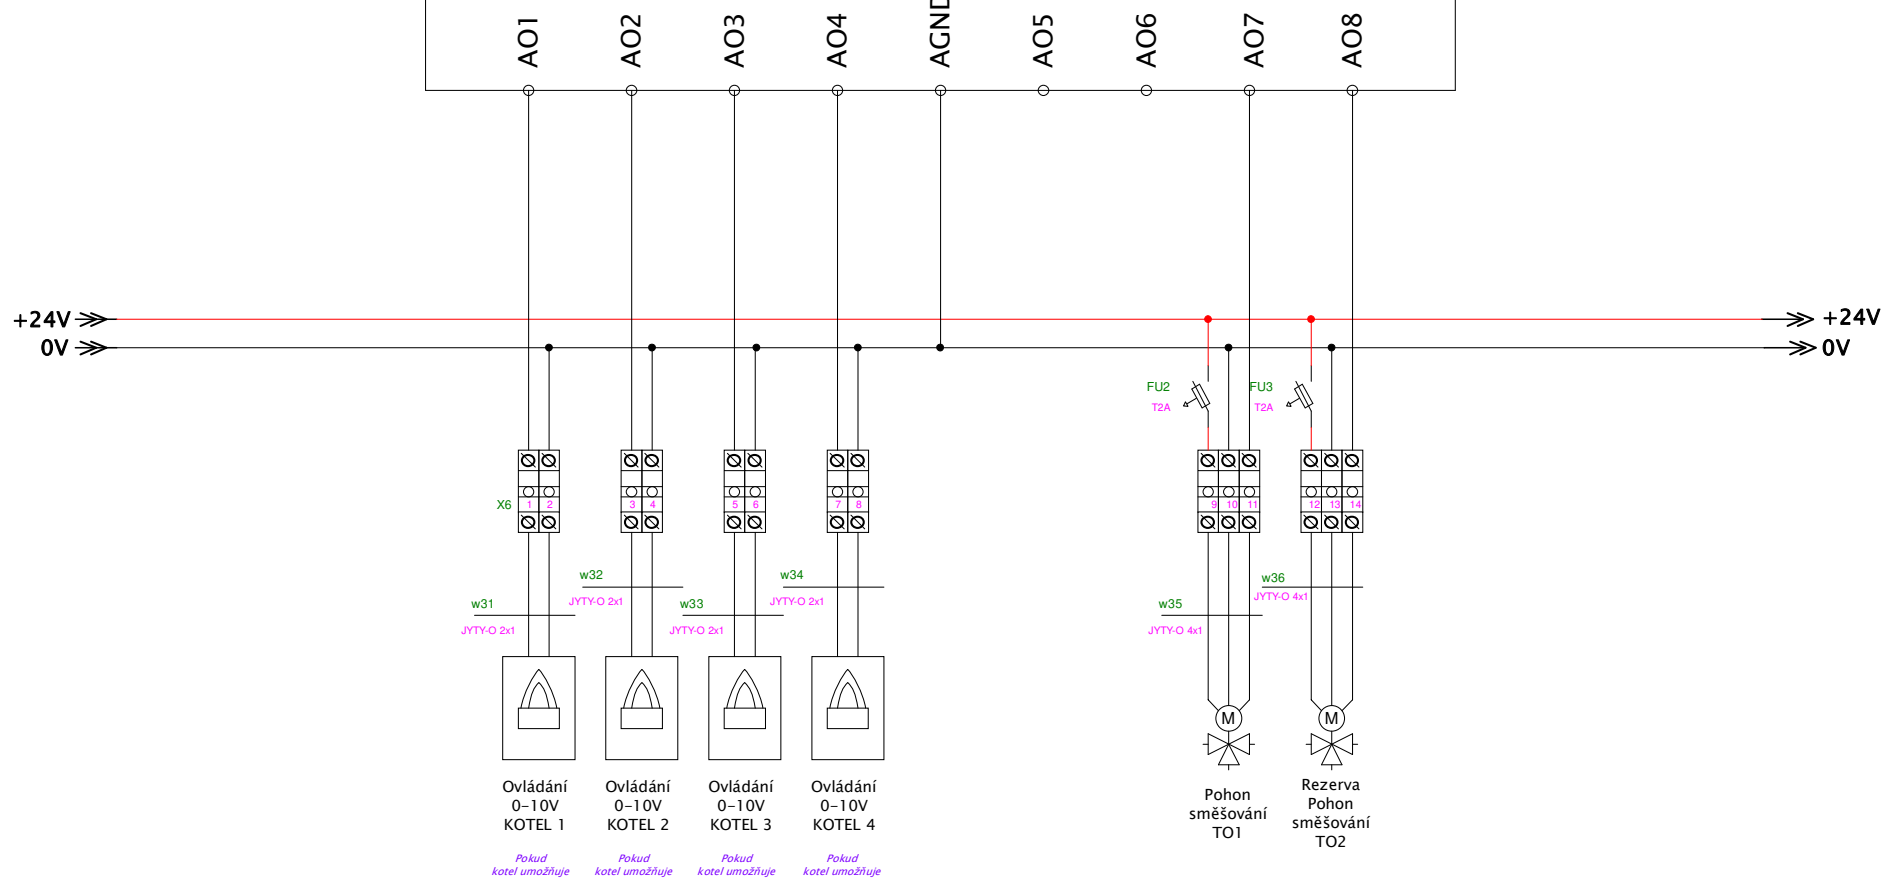 AO1
AO2
AO3
AO4
AGND
AO5
AO6
AO7
AO8
+24V
+24V
0V
0V
FU2
T2A
FU3
T2A
X6
1 2
3 4
5 6
7 8
9 10 11
12 13 14
w31
JYTY-O 2x1
w32
JYTY-O 2x1
w33
JYTY-O 2x1
w34
JYTY-O 2x1
w35
JYTY-O 4x1
w36
JYTY-O 4x1
M
M
Ovládání
0-10V
KOTEL 1
Pokud
kotel umožňuje
Ovládání
0-10V
KOTEL 2
Pokud
kotel umožňuje
Ovládání
0-10V
KOTEL 3
Pokud
kotel umožňuje
Ovládání
0-10V
KOTEL 4
Pokud
kotel umožňuje
Pohon
směšování
TO1
Rezerva
Pohon
směšování
TO2